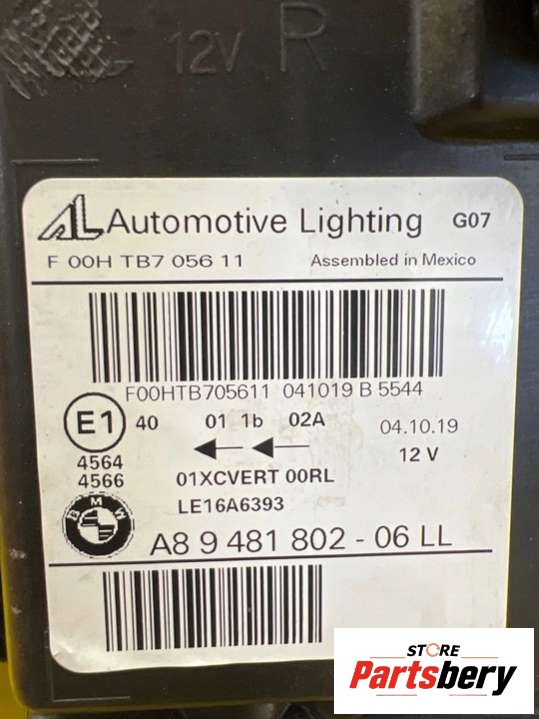 12V R
AL Automotive Lighting G07
F 00H TB7 056 11 Assembled in Mexico
F00HTB705611 041019 B 5544
E1 40 01 1b 02A 04.10.19
4564 12 V
4566 01XCVERT 00RL
BMW LE16A6393
A8 9 481 802 - 06 LL
STORE
Partsbery